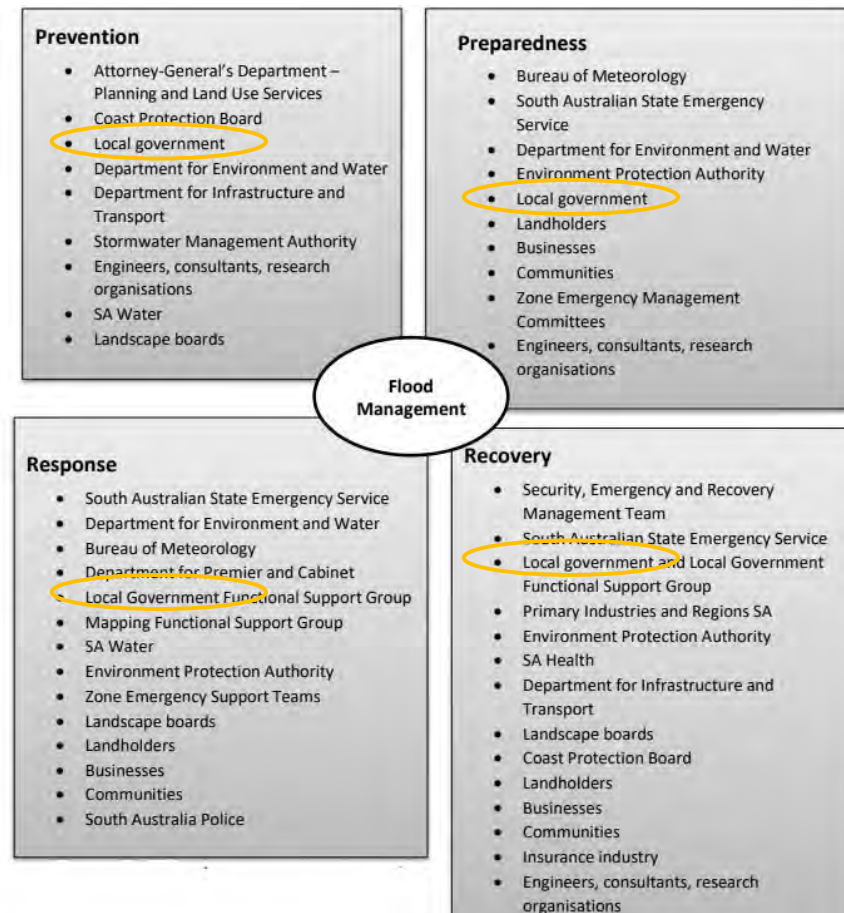 Prevention
• Attorney-General's Department –
Planning and Land Use Services
• Coast Protection Board
• Local government
• Department for Environment and Water
• Department for Infrastructure and
Transport
• Stormwater Management Authority
• Engineers, consultants, research
organisations
• SA Water
• Landscape boards
Preparedness
• Bureau of Meteorology
• South Australian State Emergency
Service
• Department for Environment and Water
• Environment Protection Authority
• Local government
• Landholders
• Businesses
• Communities
• Zone Emergency Management
Committees
• Engineers, consultants, research
organisations
Flood
Management
Response
• South Australian State Emergency Service
• Department for Environment and Water
• Bureau of Meteorology
• Department for Premier and Cabinet
• Local Government Functional Support Group
• Mapping Functional Support Group
• SA Water
• Environment Protection Authority
• Zone Emergency Support Teams
• Landscape boards
• Landholders
• Businesses
• Communities
• South Australia Police
Recovery
• Security, Emergency and Recovery
Management Team
• South Australian State Emergency Service
• Local government and Local Government
Functional Support Group
• Primary Industries and Regions SA
• Environment Protection Authority
• SA Health
• Department for Infrastructure and
Transport
• Landscape boards
• Coast Protection Board
• Landholders
• Businesses
• Communities
• Insurance industry
• Engineers, consultants, research
organisations